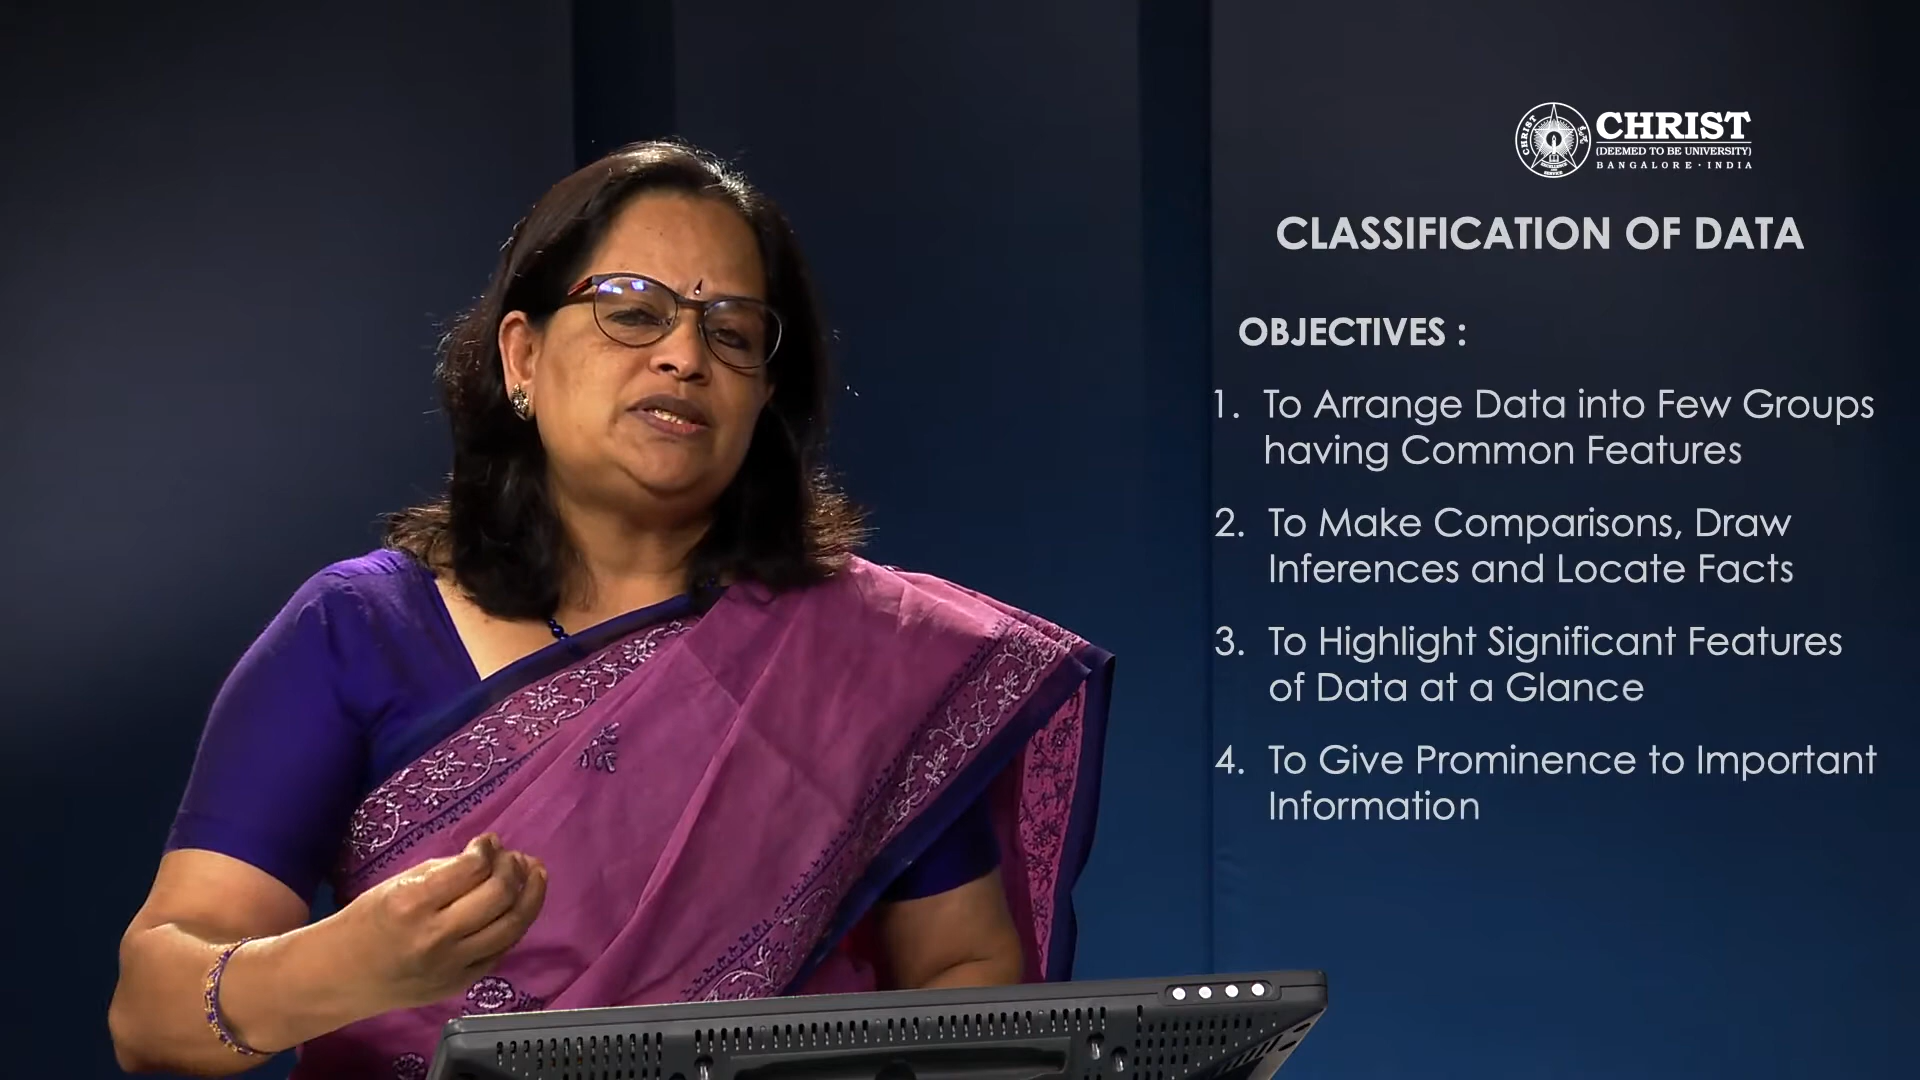 CHRIST
CHRIST
(DEEMED TO BE UNIVERSITY)
BANGALORE · INDIA
CLASSIFICATION OF DATA
OBJECTIVES :
1. To Arrange Data into Few Groups
having Common Features
2. To Make Comparisons, Draw
Inferences and Locate Facts
3. To Highlight Significant Features
of Data at a Glance
4. To Give Prominence to Important
Information